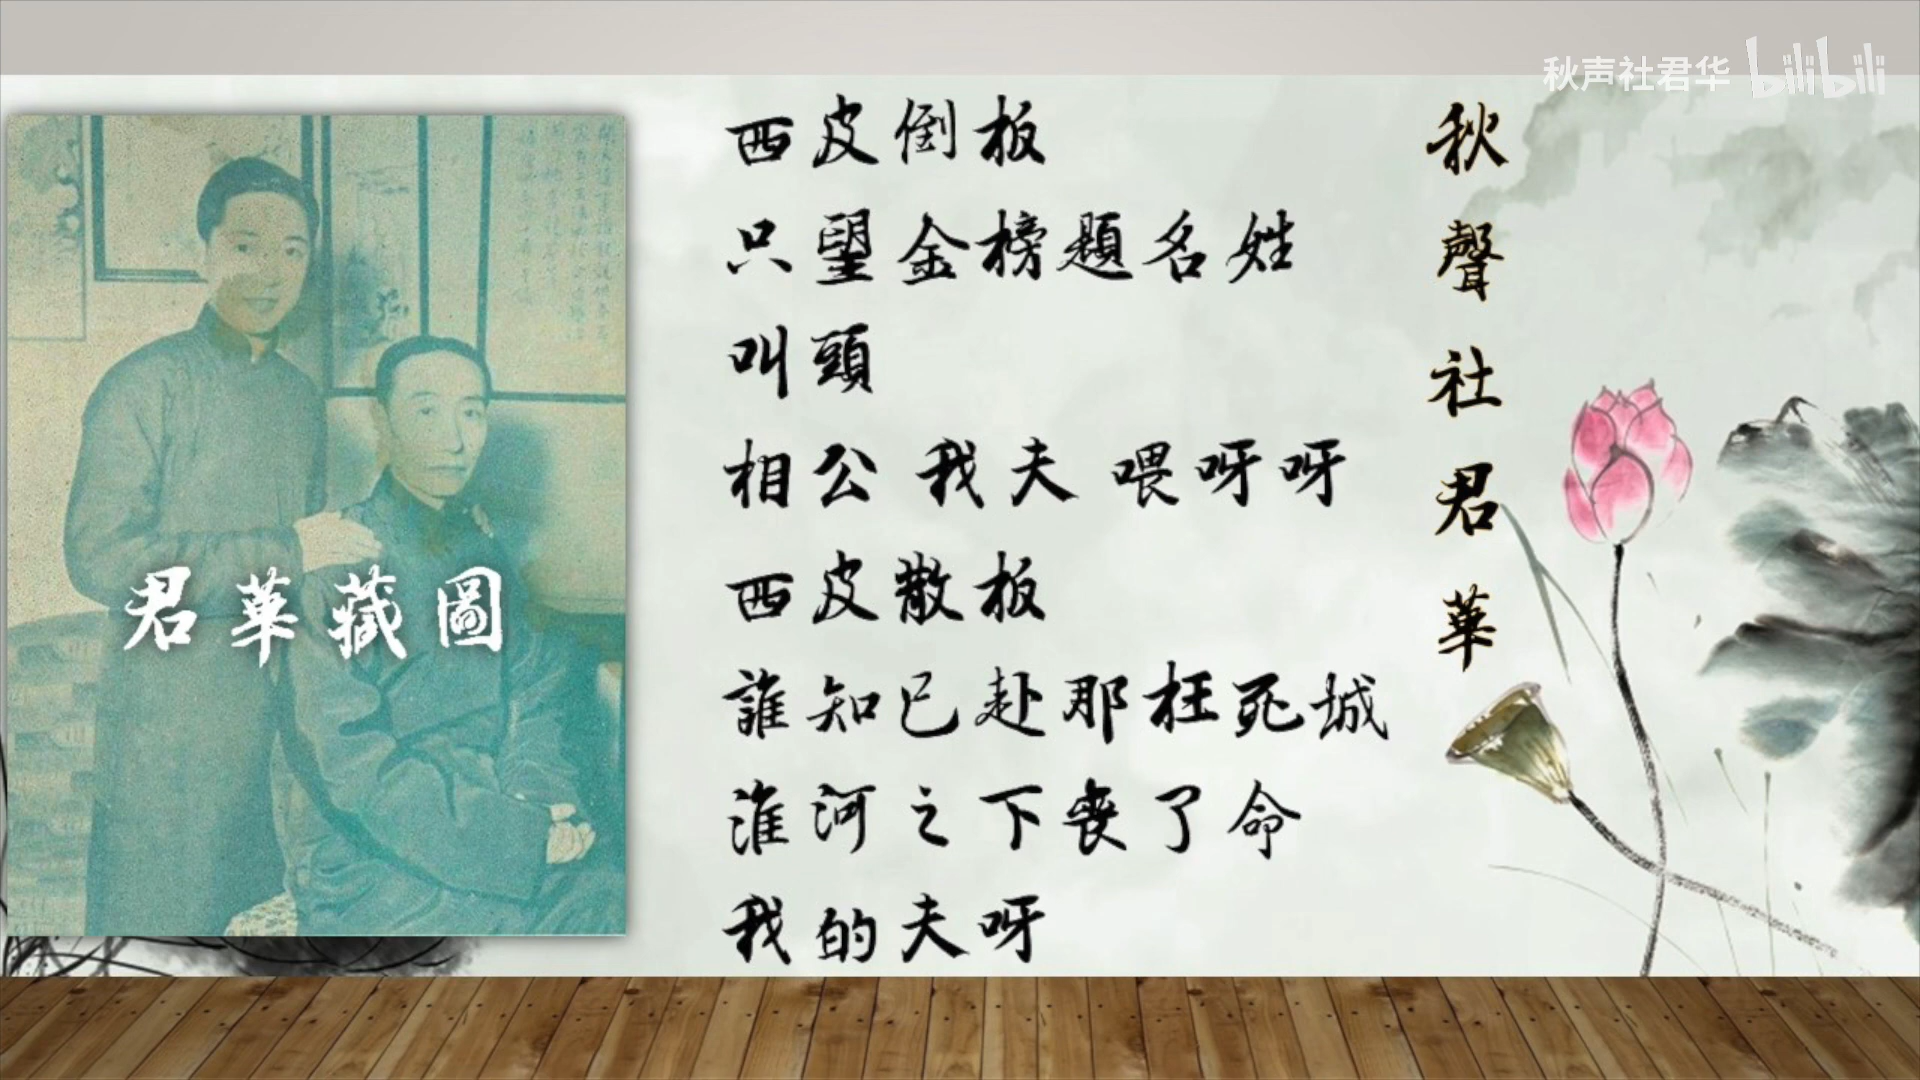 秋声社君华 bilibili
西皮倒板
只望金榜題名姓
叫頭
相公 我夫 喂呀呀
西皮散板
誰知已赴那枉死城
淮河之下喪了命
我的夫呀
秋聲社君華
君華藏圖